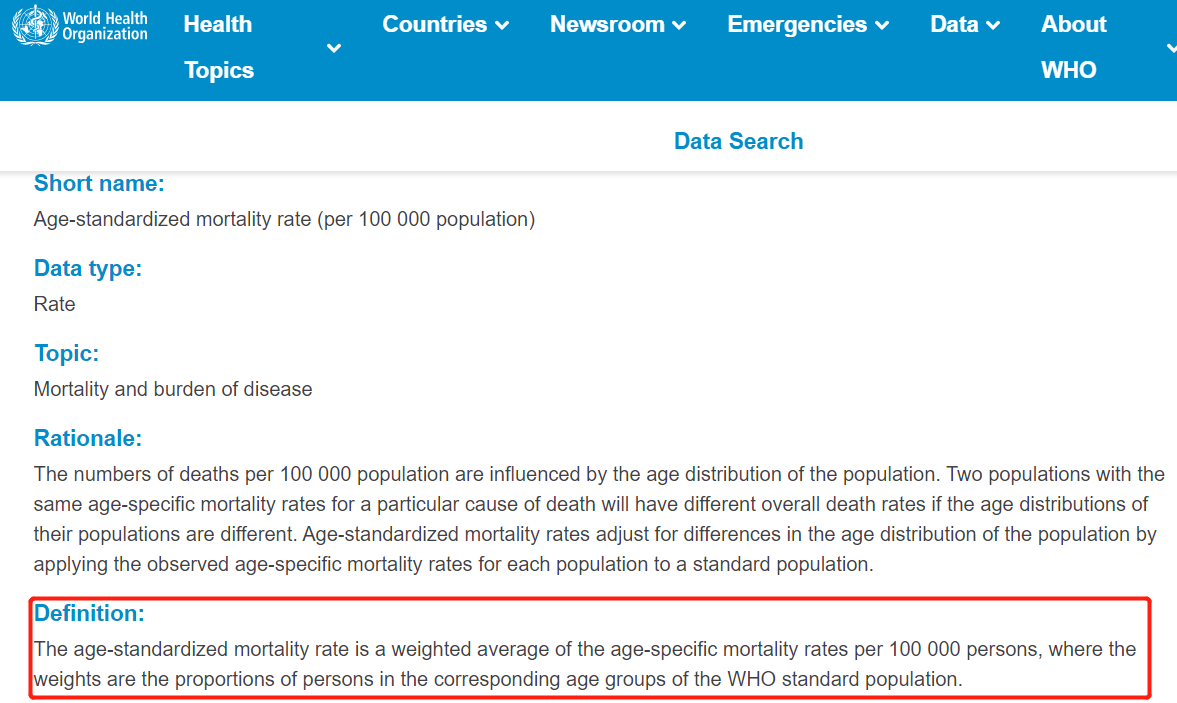 World Health
Organization
Health
Topics
Countries
Newsroom
Emergencies
Data
About
WHO
Data Search
Short name:
Age-standardized mortality rate (per 100 000 population)
Data type:
Rate
Topic:
Mortality and burden of disease
Rationale:
The numbers of deaths per 100 000 population are influenced by the age distribution of the population. Two populations with the
same age-specific mortality rates for a particular cause of death will have different overall death rates if the age distributions of
their populations are different. Age-standardized mortality rates adjust for differences in the age distribution of the population by
applying the observed age-specific mortality rates for each population to a standard population.
Definition:
The age-standardized mortality rate is a weighted average of the age-specific mortality rates per 100 000 persons, where the
weights are the proportions of persons in the corresponding age groups of the WHO standard population.